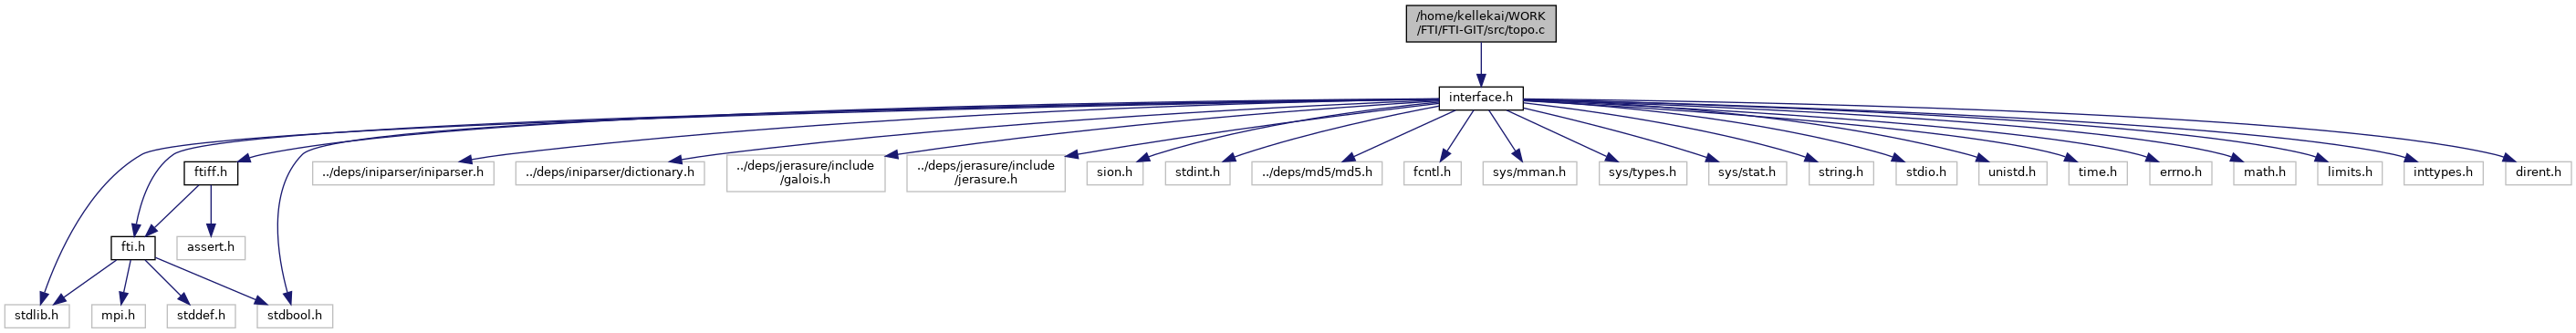 /home/kellekai/WORK
/FTI/FTI-GIT/src/topo.c
interface.h
ftiff.h
../deps/iniparser/iniparser.h
../deps/iniparser/dictionary.h
../deps/jerasure/include
/galois.h
../deps/jerasure/include
/jerasure.h
sion.h
stdint.h
../deps/md5/md5.h
fcntl.h
sys/mman.h
sys/types.h
sys/stat.h
string.h
stdio.h
unistd.h
time.h
errno.h
math.h
limits.h
inttypes.h
dirent.h
fti.h
assert.h
stdlib.h
mpi.h
stddef.h
stdbool.h